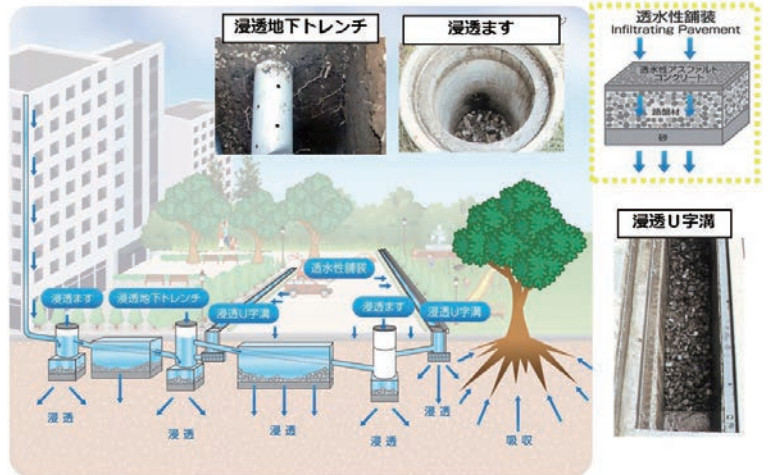 浸透地下トレンチ
浸透ます
透水性舗装
Infiltrating Pavement
透水性アスファルト
コンクリート
路盤材
砂
浸透U字溝
透水性舗装
浸透ます
浸透地下トレンチ
浸透U字溝
浸透ます
浸透U字溝
浸透
浸透
浸透
浸透
浸透
吸収